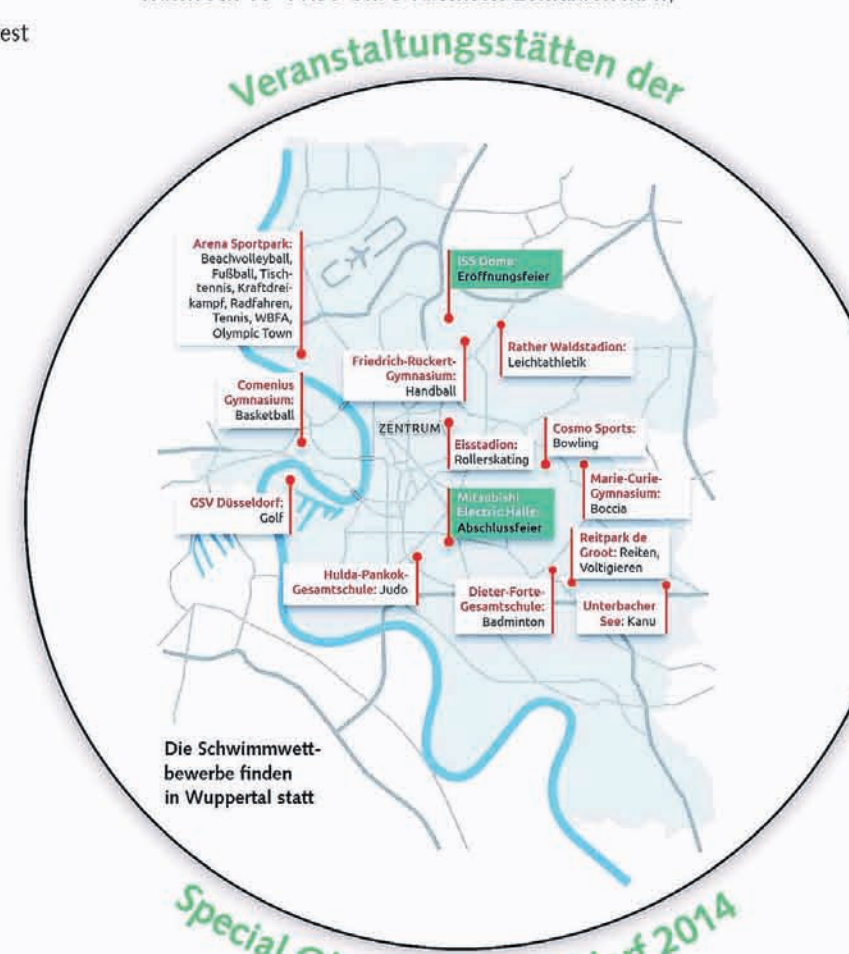 est
Veranstaltungsstätten der
Arena Sportpark:
Beachvolleyball,
Fußball, Tisch-
tennis, Kraftdrei-
kampf, Radfahren,
Tennis, WBFA,
Olympic Town
ISS Dome:
Eröffnungsfeier
Rather Waldstadion:
Leichtathletik
Friedrich-Rückert-
Gymnasium:
Handball
Comenius
Gymnasium:
Basketball
ZENTRUM
Eisstadion:
Rollerskating
Cosmo Sports:
Bowling
Marie-Curie-
Gymnasium:
Boccia
GSV Düsseldorf:
Golf
Mitsubishi
Electric Halle:
Abschlussfeier
Reitpark de
Groot: Reiten,
Voltigieren
Hulda-Pankok-
Gesamtschule: Judo
Dieter-Forte-
Gesamtschule:
Badminton
Unterbacher
See: Kanu
Die Schwimmwett-
bewerbe finden
in Wuppertal statt
Special
2014